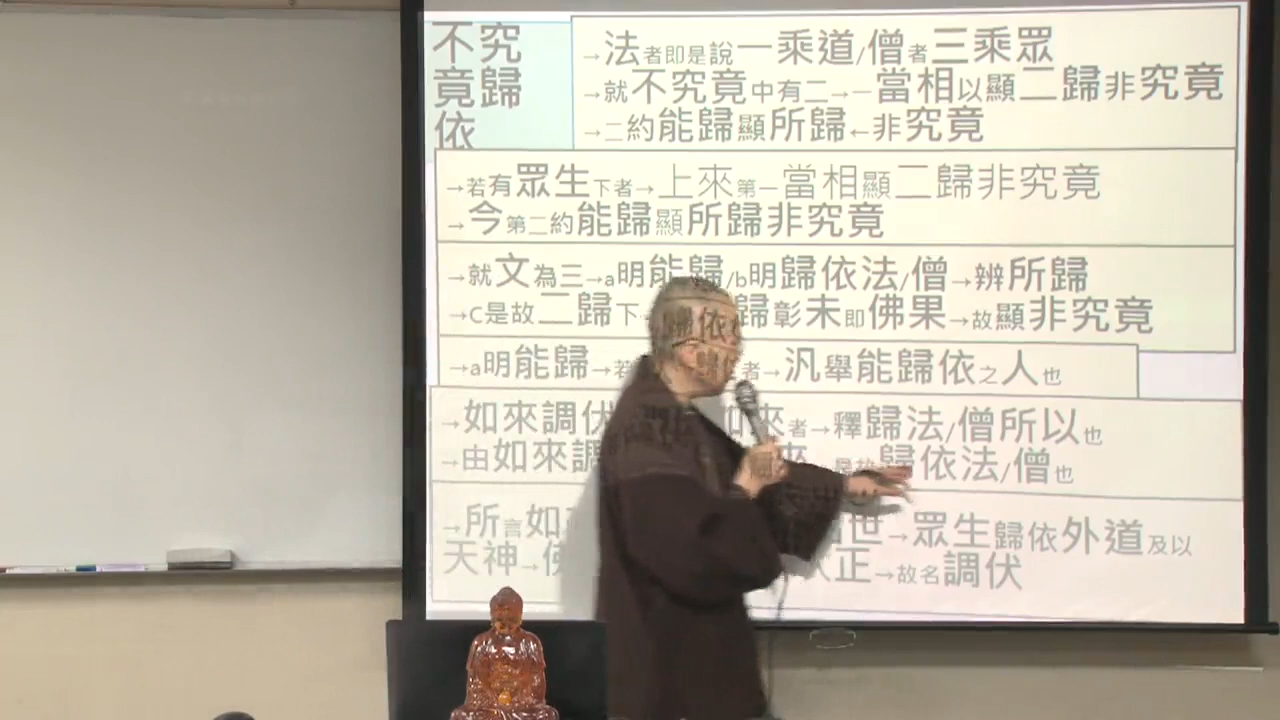 不究
竟歸
依
→法者即是說一乘道/僧者三乘眾
→就不究竟中有二→一當相以顯二歸非究竟
→二約能歸顯所歸←非究竟
→若有眾生下者→上來第一當相顯二歸非究竟
→今第二約能歸顯所歸非究竟
→就文為三→a明能歸/b明歸依法/僧→辨所歸
→C是故二歸下 歸彰未即佛果→故顯非究竟
→a明能歸→若 者→汎舉能歸依之人也
→如來調伏 如來者→釋歸法/僧所以也
→由如來調 來 是故歸依法/僧也
→所言如 世→眾生歸依外道及以
天神→佛 正→故名調伏